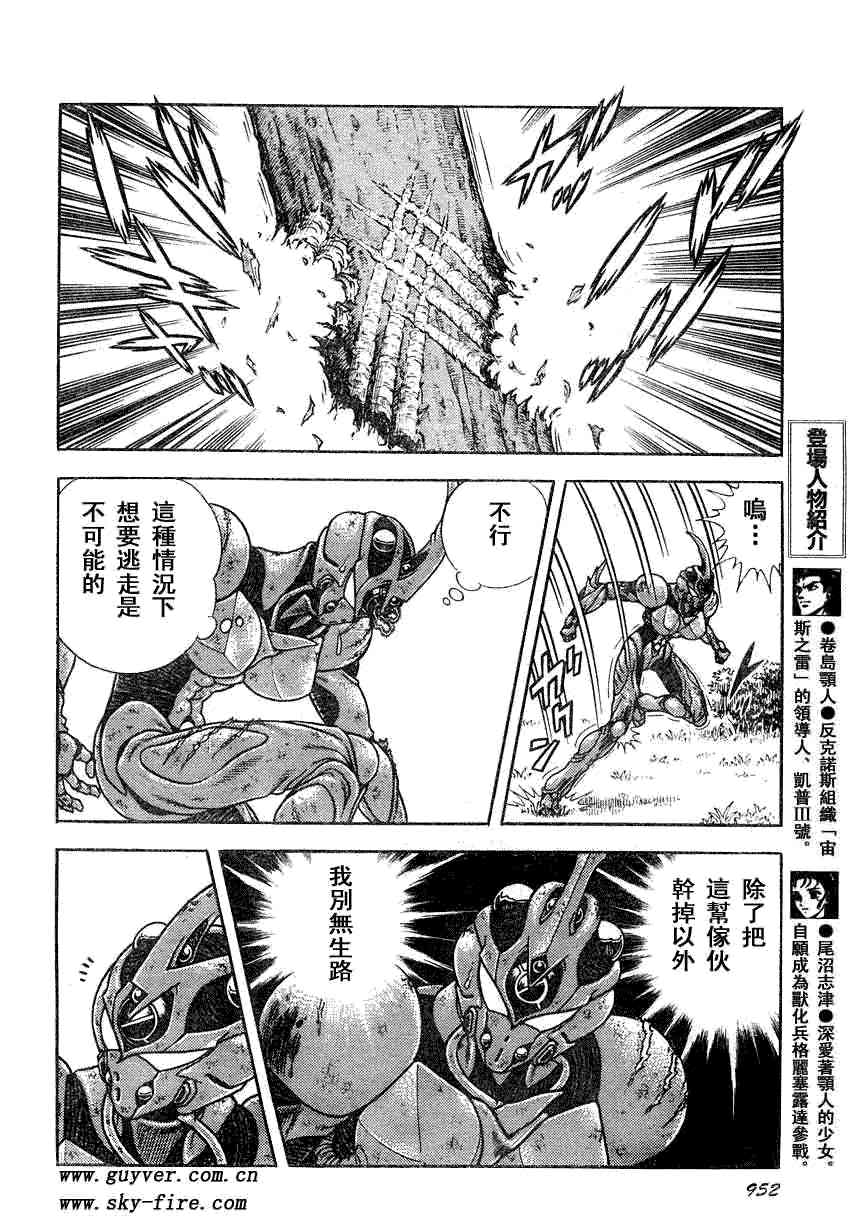 嗚…
不行
這種情況下
想要逃走是
不可能的
除了把
這幫傢伙
幹掉以外
我別無生路
登場人物紹介
●卷島顎人●反克諾斯組織「宙
斯之雷」的領導人、凱普III號。
●尾沼志津●深愛著顎人的少女。
自願成為獸化兵格麗塞露達參戰。
www.guyver.com.cn
www.sky-fire.com
952